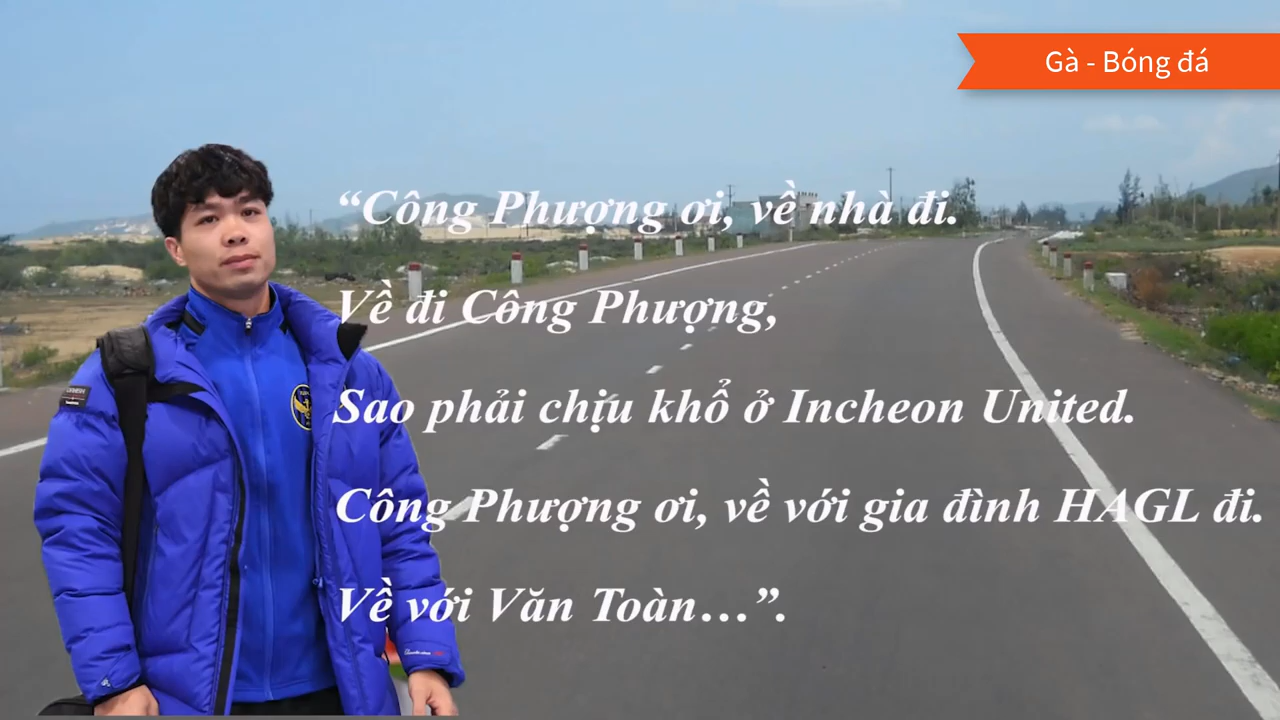 Gà - Bóng đá
“Công Phượng ơi, về nhà đi.
Về đi Công Phượng,
Sao phải chịu khổ ở Incheon United.
Công Phượng ơi, về với gia đình HAGL đi.
Về với Văn Toàn…”.